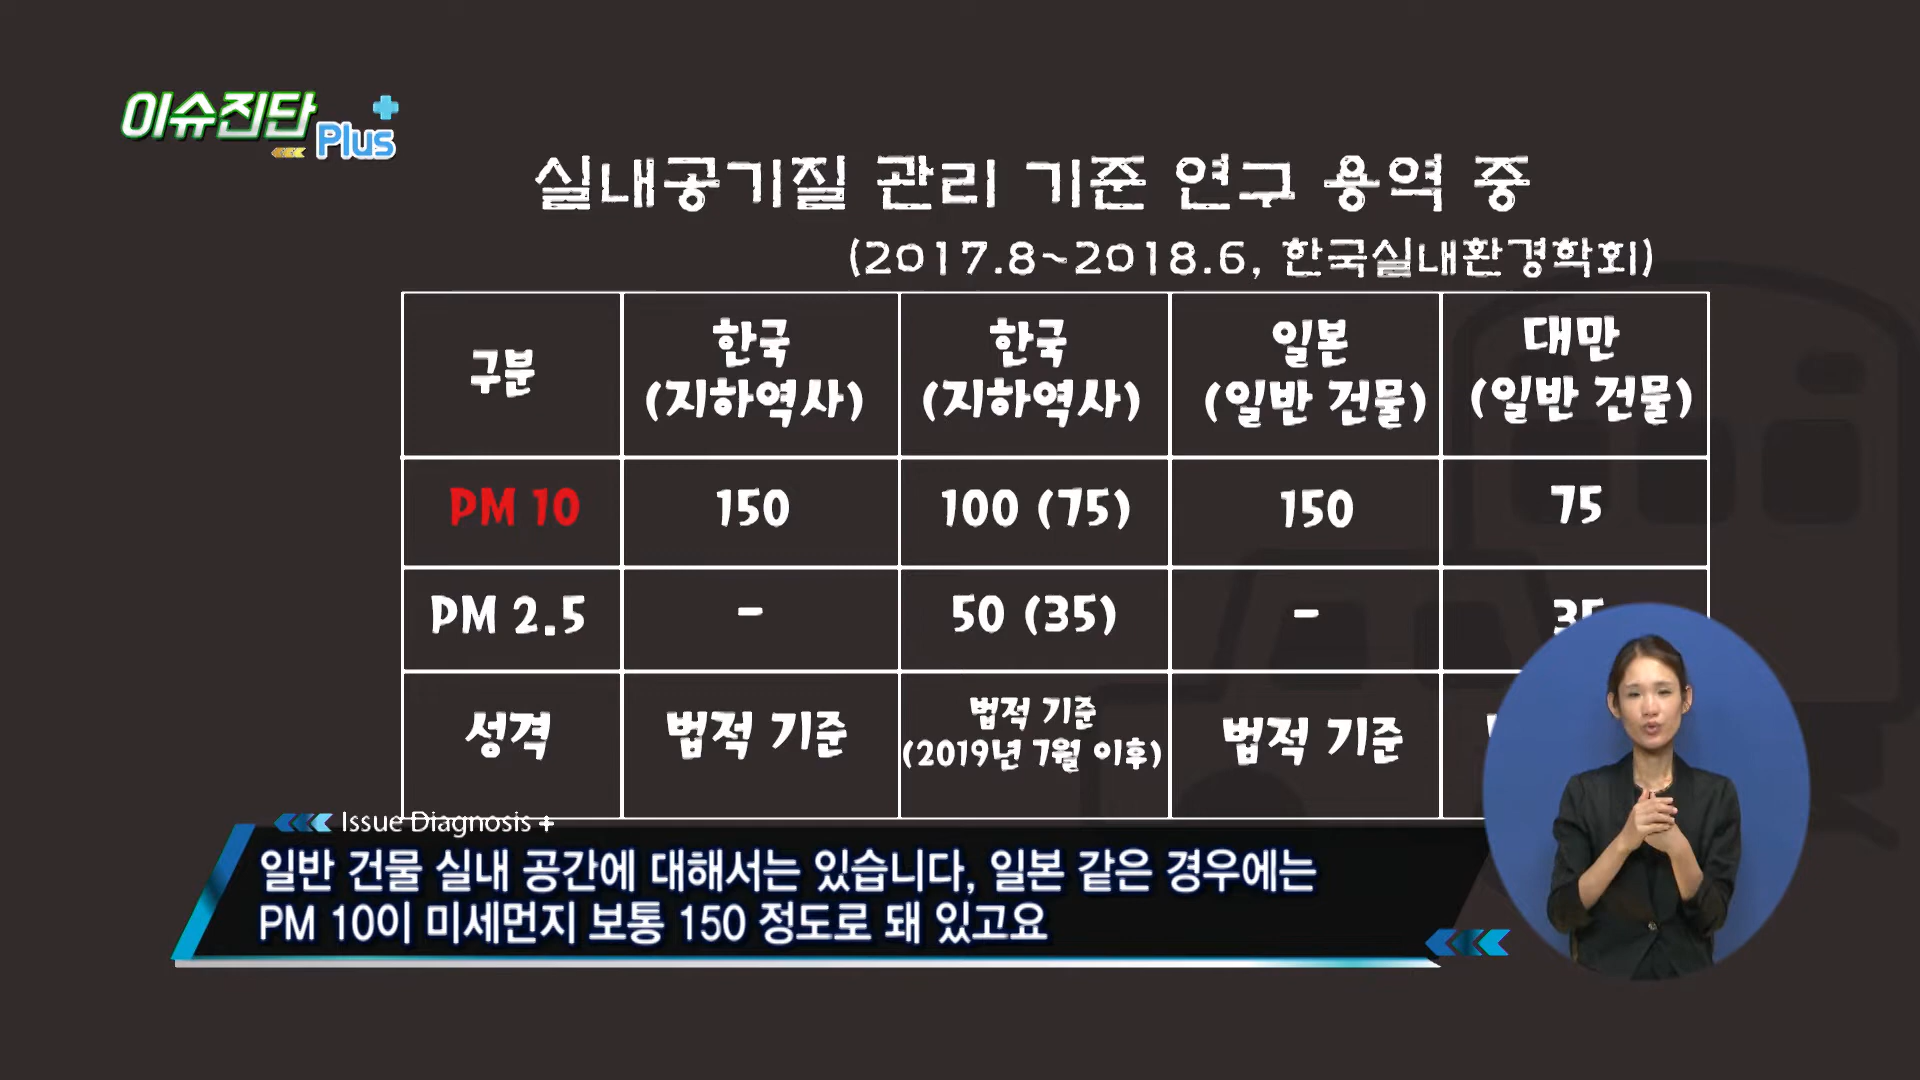 이슈진단
Plus
실내공기질 관리 기준 연구 용역 중
(2017.8~2018.6, 한국실내환경학회)
구분 한국 (지하역사) 한국 (지하역사) 일본 (일반 건물) 대만 (일반 건물)
PM 10 150 100 (75) 150 75
PM 2.5 - 50 (35) - 35
성격 법적 기준 법적 기준 (2019년 7월 이후) 법적 기준
Issue Diagnosis +
일반 건물 실내 공간에 대해서는 있습니다, 일본 같은 경우에는
PM 10이 미세먼지 보통 150 정도로 돼 있고요